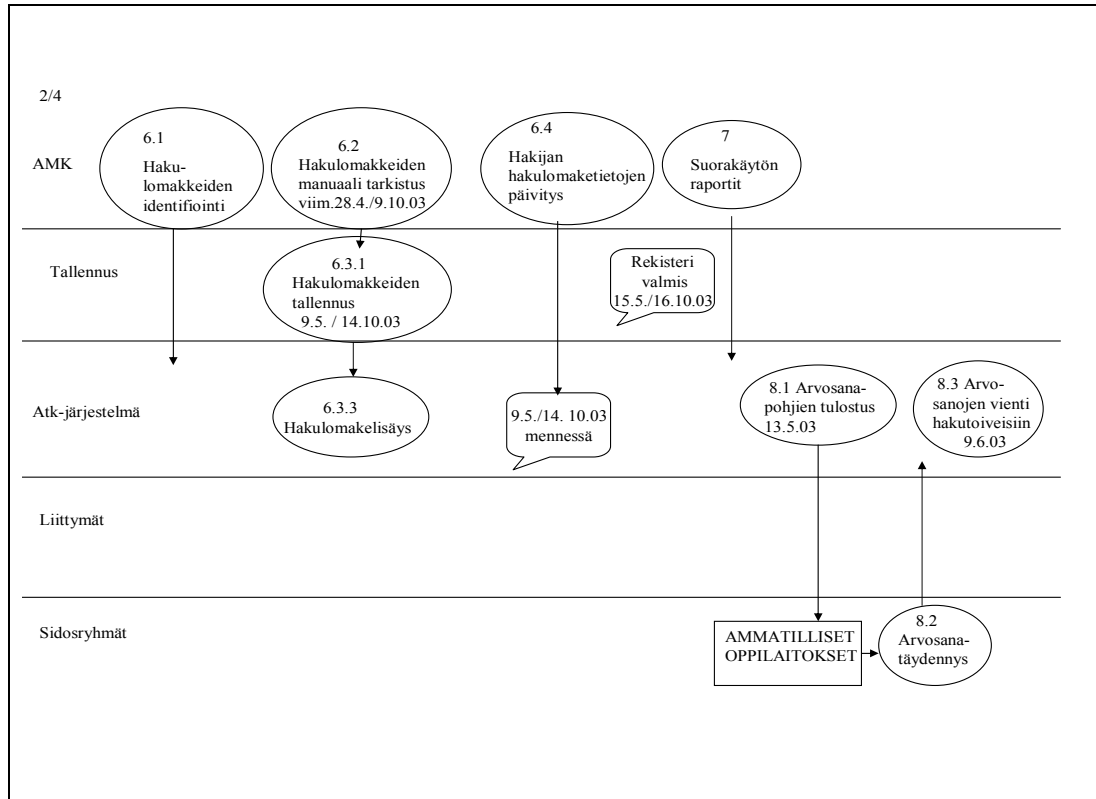 2/4
AMK
6.1
Haku-
lomakkeiden
identifiointi
6.2
Hakulomakkeiden
manuaali tarkistus
viim.28.4./9.10.03
6.4
Hakijan
hakulomaketietojen
päivitys
7
Suorakäytön
raportit
Tallennus
6.3.1
Hakulomakkeiden
tallennus
9.5. / 14.10.03
Rekisteri
valmis
15.5./16.10.03
Atk-järjestelmä
6.3.3
Hakulomakelisäys
9.5./14. 10.03
mennessä
8.1 Arvosana-
pohjien tulostus
13.5.03
8.3 Arvo-
sanojen vienti
hakutoiveisiin
9.6.03
Liittymät
Sidosryhmät
AMMATILLISET
OPPILAITOKSET
8.2
Arvosana-
täydennys